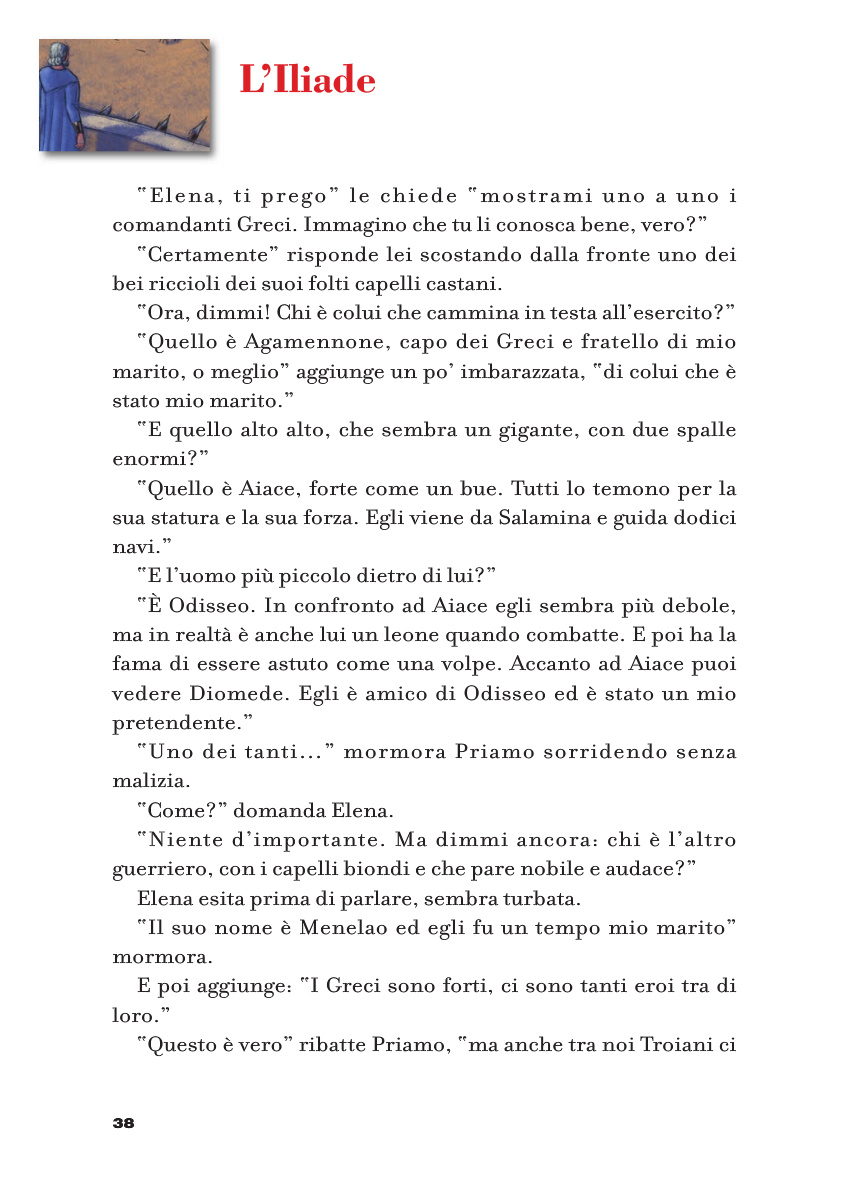 L’Iliade
“Elena, ti prego” le chiede “mostrami uno a uno i
comandanti Greci. Immagino che tu li conosca bene, vero?”
“Certamente” risponde lei scostando dalla fronte uno dei
bei riccioli dei suoi folti capelli castani.
“Ora, dimmi! Chi è colui che cammina in testa all’esercito?”
“Quello è Agamennone, capo dei Greci e fratello di mio
marito, o meglio” aggiunge un po’ imbarazzata, “di colui che è
stato mio marito.”
“E quello alto alto, che sembra un gigante, con due spalle
enormi?”
“Quello è Aiace, forte come un bue. Tutti lo temono per la
sua statura e la sua forza. Egli viene da Salamina e guida dodici
navi.”
“E l’uomo più piccolo dietro di lui?”
“È Odisseo. In confronto ad Aiace egli sembra più debole,
ma in realtà è anche lui un leone quando combatte. E poi ha la
fama di essere astuto come una volpe. Accanto ad Aiace puoi
vedere Diomede. Egli è amico di Odisseo ed è stato un mio
pretendente.”
“Uno dei tanti...” mormora Priamo sorridendo senza
malizia.
“Come?” domanda Elena.
“Niente d’importante. Ma dimmi ancora: chi è l’altro
guerriero, con i capelli biondi e che pare nobile e audace?”
Elena esita prima di parlare, sembra turbata.
“Il suo nome è Menelao ed egli fu un tempo mio marito”
mormora.
E poi aggiunge: “I Greci sono forti, ci sono tanti eroi tra di
loro.”
“Questo è vero” ribatte Priamo, “ma anche tra noi Troiani ci
38